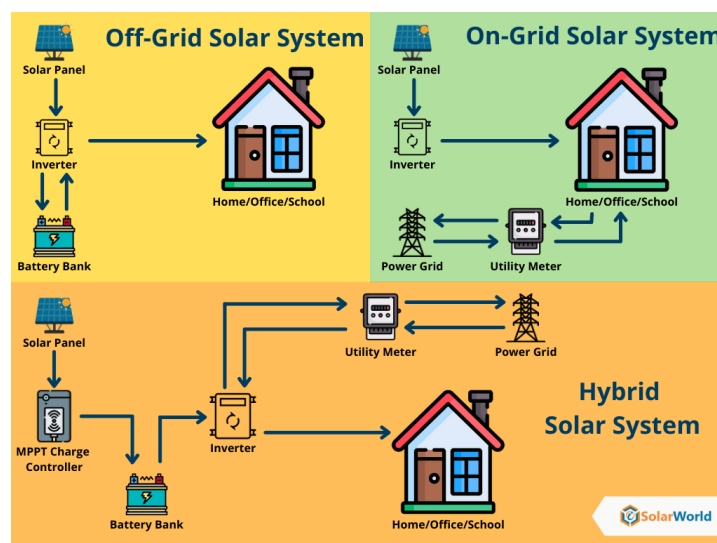 Off-Grid Solar System
Solar Panel
Inverter
Home/Office/School
Battery Bank
On-Grid Solar System
Solar Panel
Inverter
Home/Office/School
Power Grid
Utility Meter
Solar Panel
Utility Meter
Power Grid
MPPT Charge
Controller
Inverter
Battery Bank
Home/Office/School
Hybrid
Solar System
SolarWorld